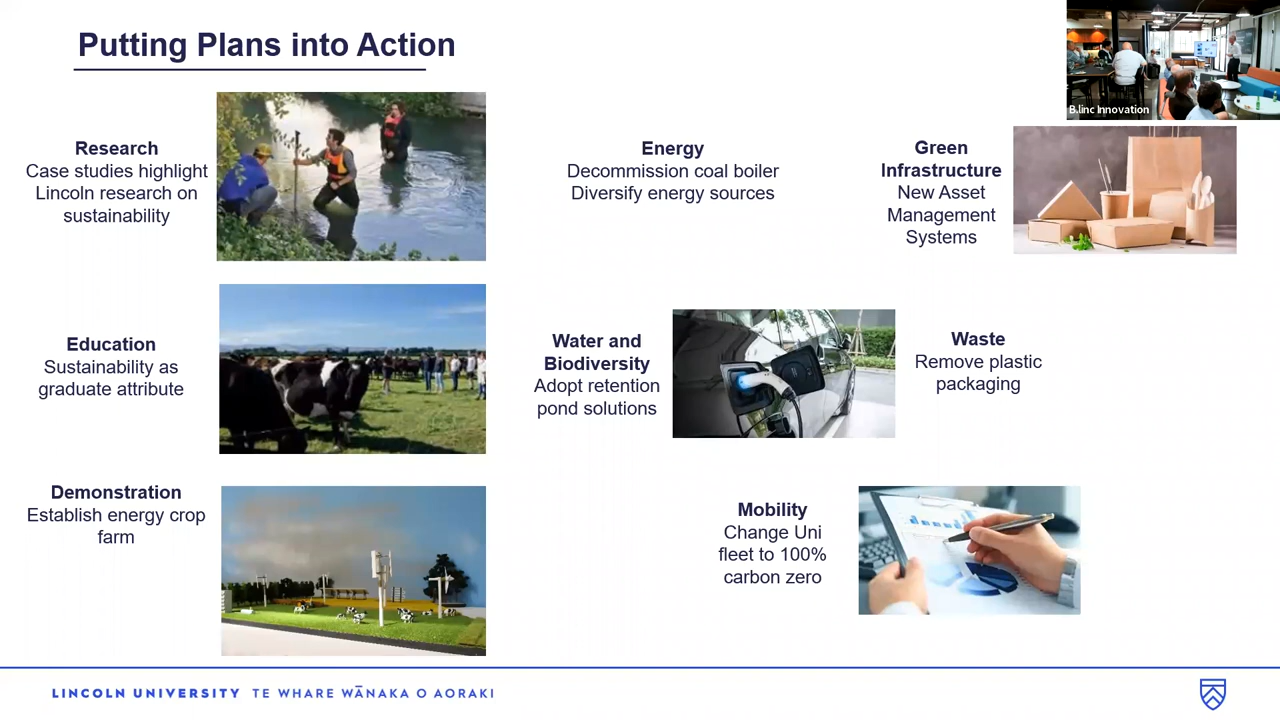 Putting Plans into Action
B.linc Innovation
Research
Case studies highlight
Lincoln research on
sustainability
Energy
Decommission coal boiler
Diversify energy sources
Green
Infrastructure
New Asset
Management
Systems
Education
Sustainability as
graduate attribute
Water and
Biodiversity
Adopt retention
pond solutions
Waste
Remove plastic
packaging
Demonstration
Establish energy crop
farm
Mobility
Change Uni
fleet to 100%
carbon zero
LINCOLN UNIVERSITY TE WHARE WĀNAKA O AORAKI